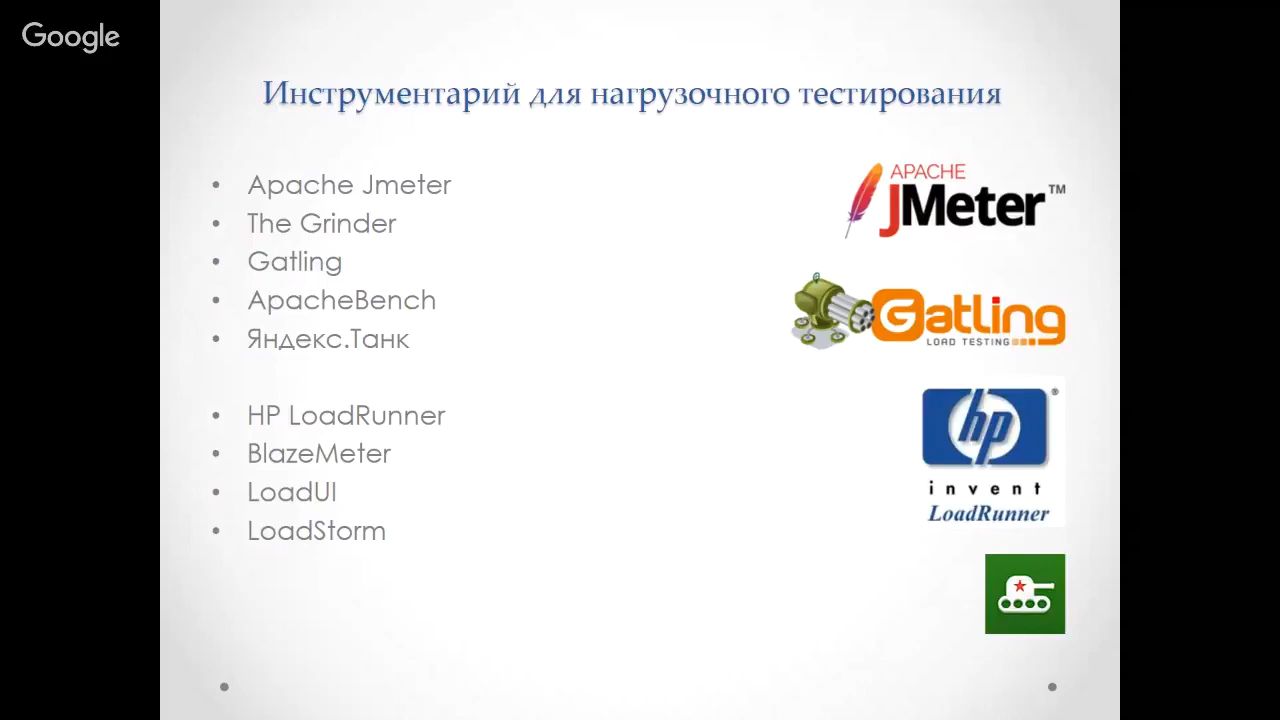 Google
Инструментарий для нагрузочного тестирования
• Apache Jmeter
• The Grinder
• Gatling
• ApacheBench
• Яндекс.Танк
• HP LoadRunner
• BlazeMeter
• LoadUI
• LoadStorm
APACHE
JMeter™
Gatling
LOAD TESTING
hp®
invent
LoadRunner